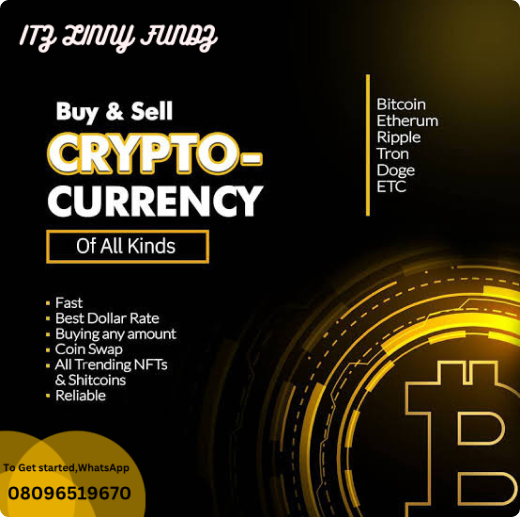 ITZ LINNY FUNDZ
Buy & Sell
CRYPTO-
CURRENCY
Of All Kinds
Bitcoin
Etherum
Ripple
Tron
Doge
ETC
Fast
Best Dollar Rate
Buying any amount
Coin Swap
All Trending NFTs
& Shitcoins
Reliable
To Get started,WhatsApp
08096519670